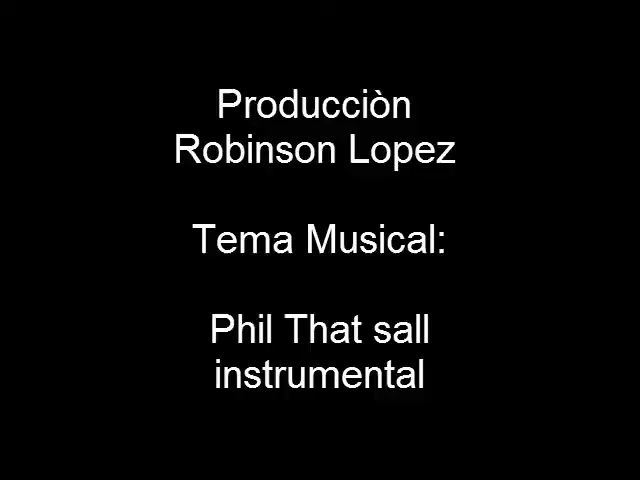 Producciòn
Robinson Lopez
Tema Musical:
Phil That sall
instrumental